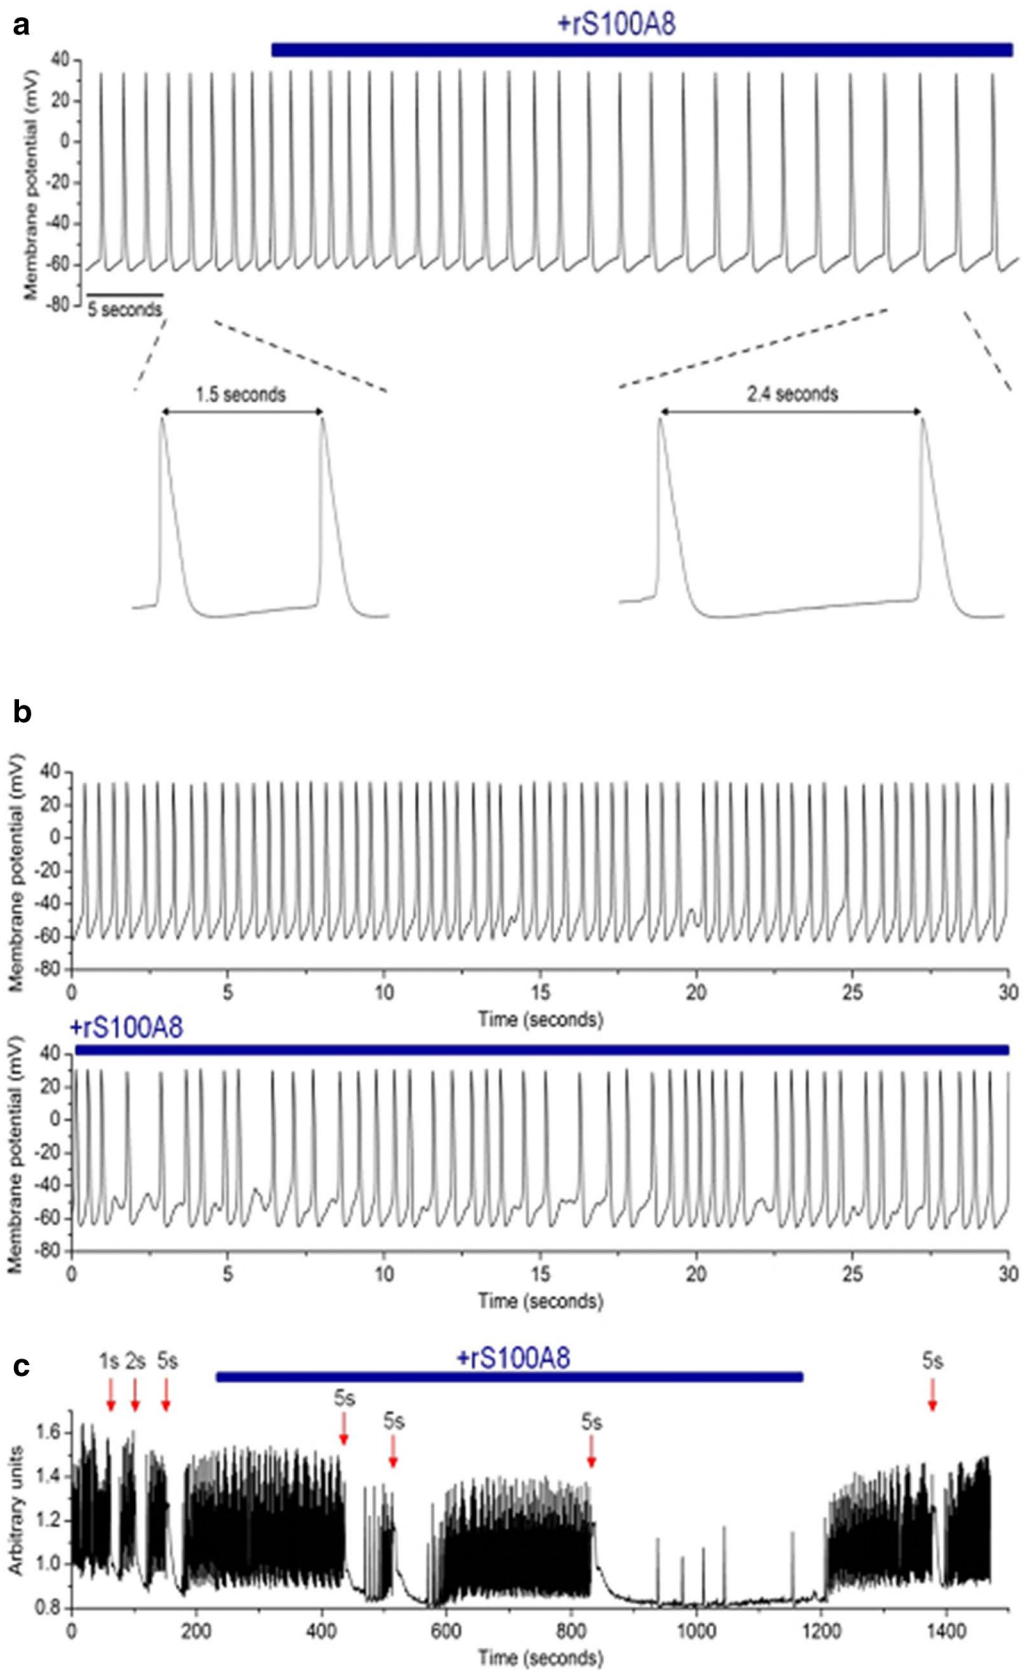 a
+rS100A8
Membrane potential (mV)
40
20
0
-20
-40
-60
-80
5 seconds
1.5 seconds
2.4 seconds
b
Membrane potential (mV)
40
20
0
-20
-40
-60
-80
0 5 10 15 20 25 30
Time (seconds)
+rS100A8
Membrane potential (mV)
40
20
0
-20
-40
-60
-80
0 5 10 15 20 25 30
Time (seconds)
c
+rS100A8
1s 2s 5s
5s
5s
5s
5s
Arbitrary units
1.6
1.4
1.2
1.0
0.8
0 200 400 600 800 1000 1200 1400
Time (seconds)